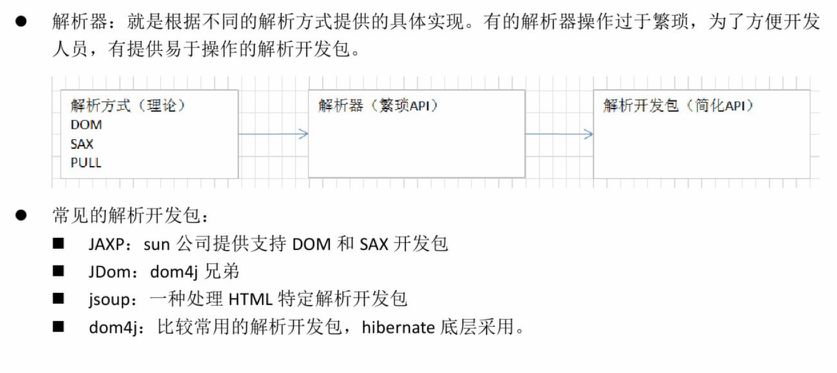 ● 解析器：就是根据不同的解析方式提供的具体实现。有的解析器操作过于繁琐，为了方便开发
人员，有提供易于操作的解析开发包。
解析方式（理论）
DOM
SAX
PULL
解析器（繁琐API）
解析开发包（简化API）
● 常见的解析开发包：
■ JAXP：sun 公司提供支持 DOM 和 SAX 开发包
■ JDom：dom4j 兄弟
■ jsoup：一种处理 HTML 特定解析开发包
■ dom4j：比较常用的解析开发包，hibernate 底层采用。